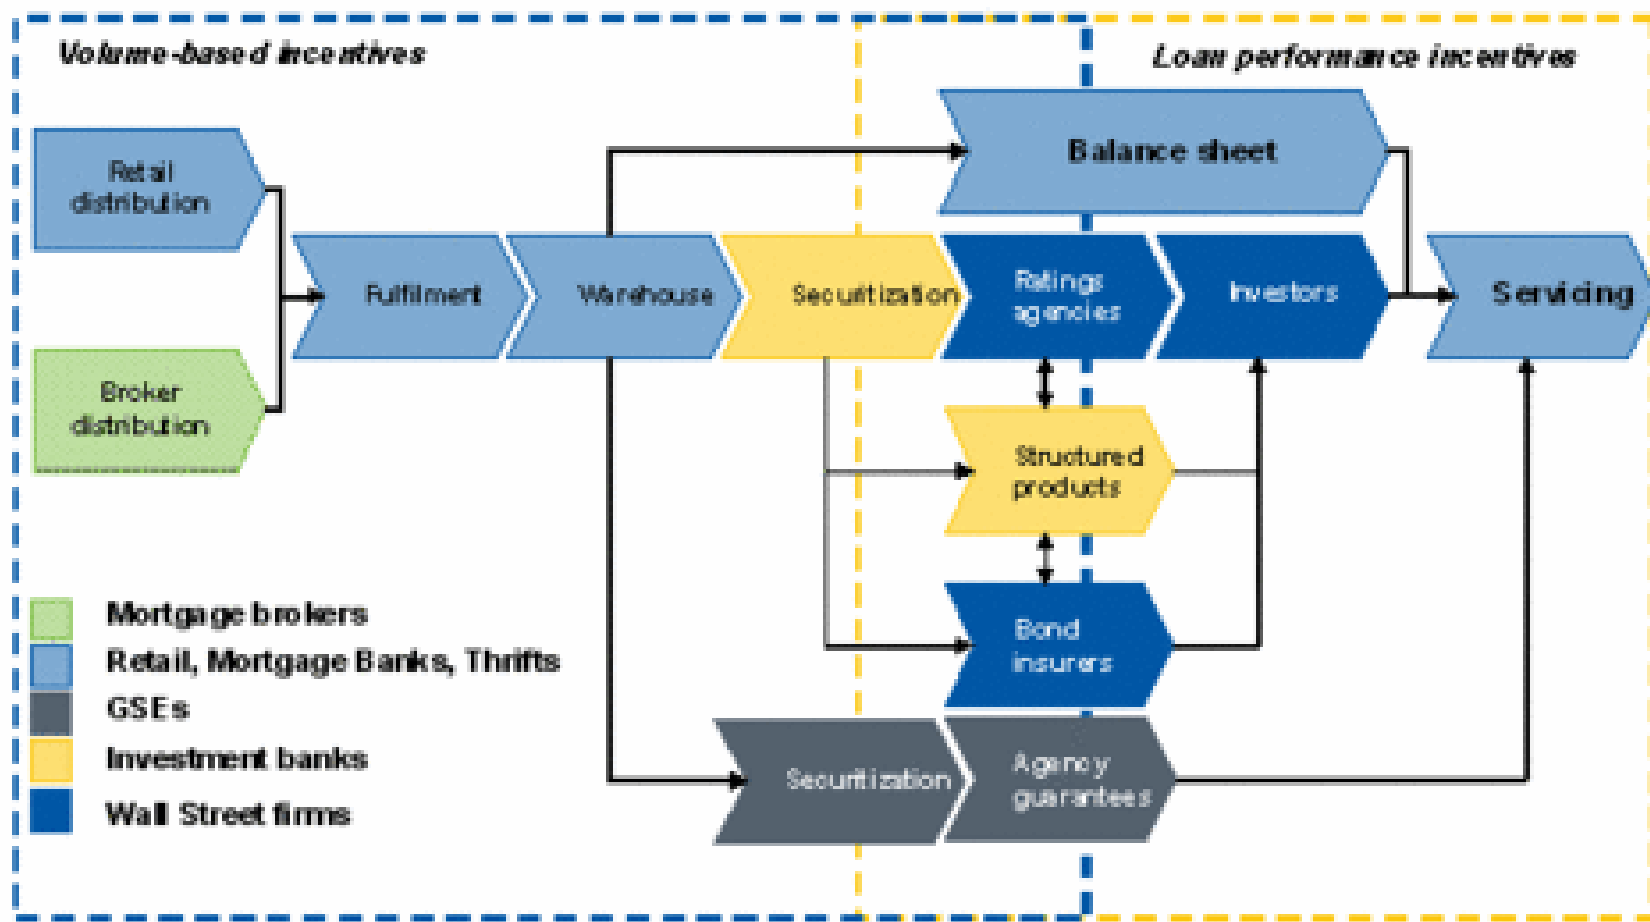 Volume-based incentives
Loan performance incentives
Balance sheet
Retail
distribution
Fulfilment
Warehouse
Securitization
Ratings
agencies
Investors
Servicing
Broker
distribution
Structured
products
Bond
insurers
Mortgage brokers
Retail, Mortgage Banks, Thrifts
GSEs
Investment banks
Wall Street firms
Securitization
Agency
guarantees